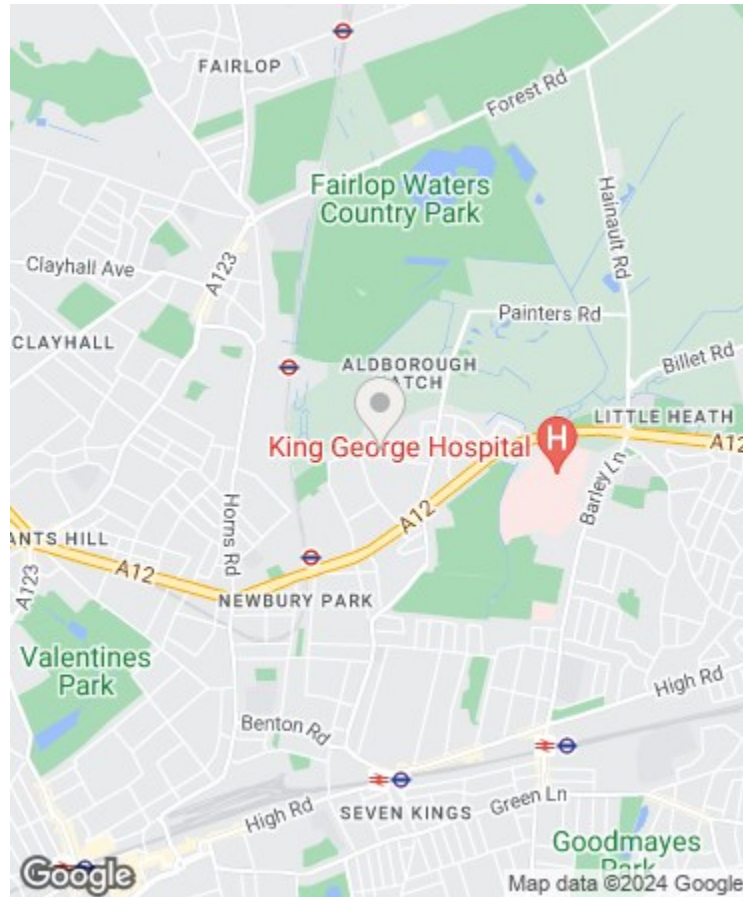 FAIRLOP
Forest Rd
Fairlop Waters
Country Park
Hainault Rd
Clayhall Ave
A123
Painters Rd
CLAYHALL
ALDBOROUGH
ATCH
Billet Rd
LITTLE HEATH
King George Hospital
H
A12
Barley Ln
Horns Rd
A12
ANTS HILL
A12
A123
NEWBURY PARK
Valentines
Park
High Rd
Benton Rd
High Rd
SEVEN KINGS
Green Ln
Goodmayes
Park
Google
Map data ©2024 Google